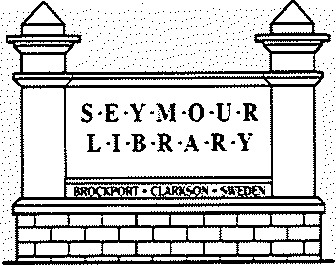 S·E·Y·M·O·U·R
L·I·B·R·A·R·Y
BROCKPORT · CLARKSON · SWEDEN